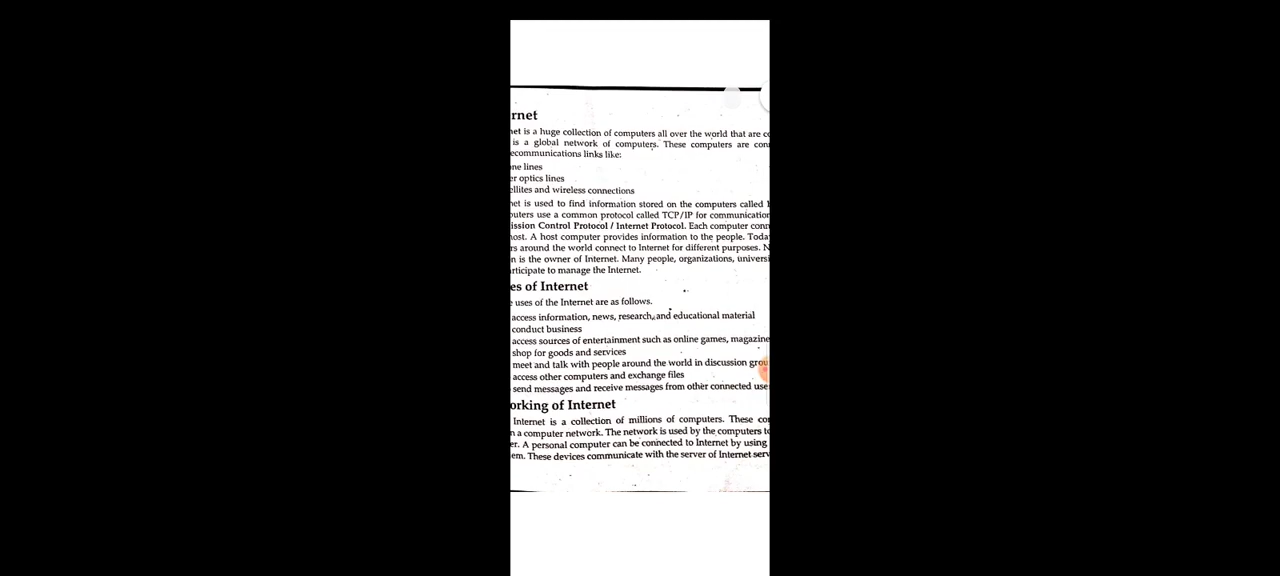 rnet
net is a huge collection of computers all over the world that are co
is a global network of computers. These computers are con
ecommunications links like:
ne lines
er optics lines
ellites and wireless connections
net is used to find information stored on the computers called
puters use a common protocol called TCP/IP for communication
ission Control Protocol / Internet Protocol. Each computer conn
host. A host computer provides information to the people. Toda
rs around the world connect to Internet for different purposes. N
n is the owner of Internet. Many people, organizations, universi
rticipate to manage the Internet.
es of Internet
uses of the Internet are as follows.
access information, news, research, and educational material
conduct business
access sources of entertainment such as online games, magazine
shop for goods and services
meet and talk with people around the world in discussion grou
access other computers and exchange files
send messages and receive messages from other connected use
orking of Internet
Internet is a collection of millions of computers. These co
n a computer network. The network is used by the computers to
er. A personal computer can be connected to Internet by using
em. These devices communicate with the server of Internet serv